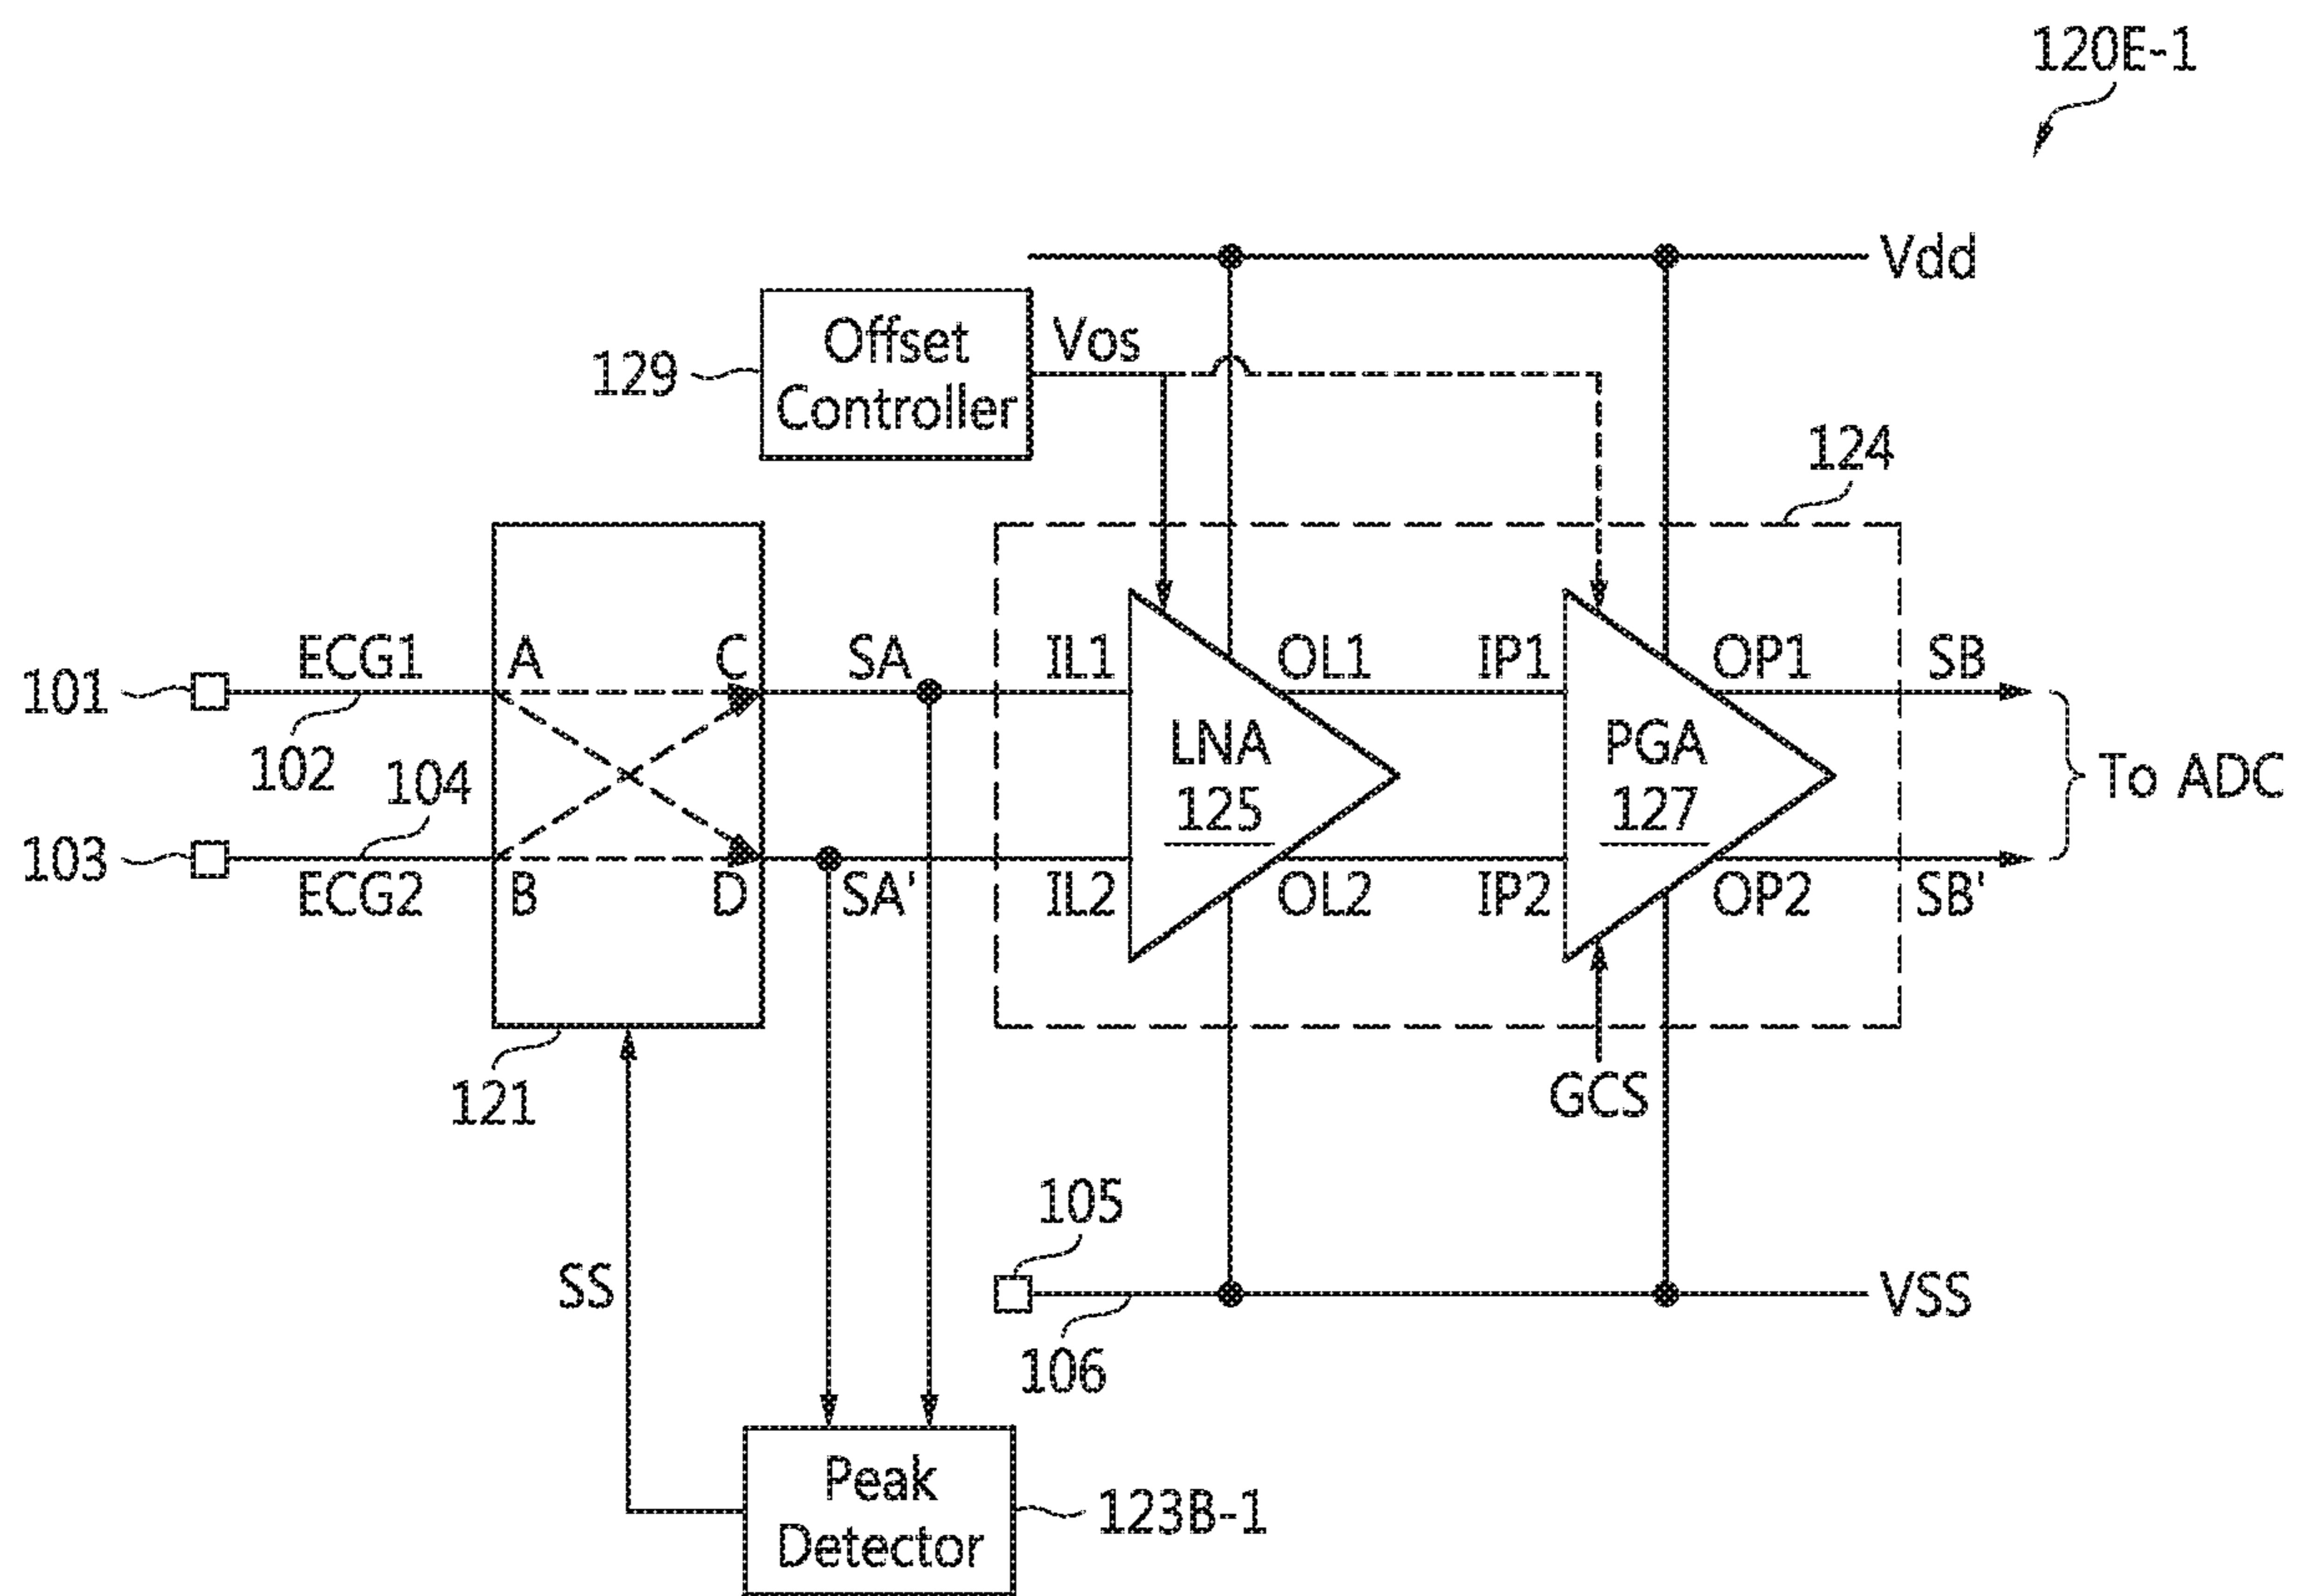 120E-1
Vdd
Offset
Controller
Vos
129
124
ECG1
A
C
SA
IL1
OL1
IP1
OP1
SB
101
102
104
LNA
125
PGA
127
To ADC
103
ECG2
B
D
SA'
IL2
OL2
IP2
OP2
SB'
121
GCS
105
SS
VSS
106
Peak
Detector
123B-1